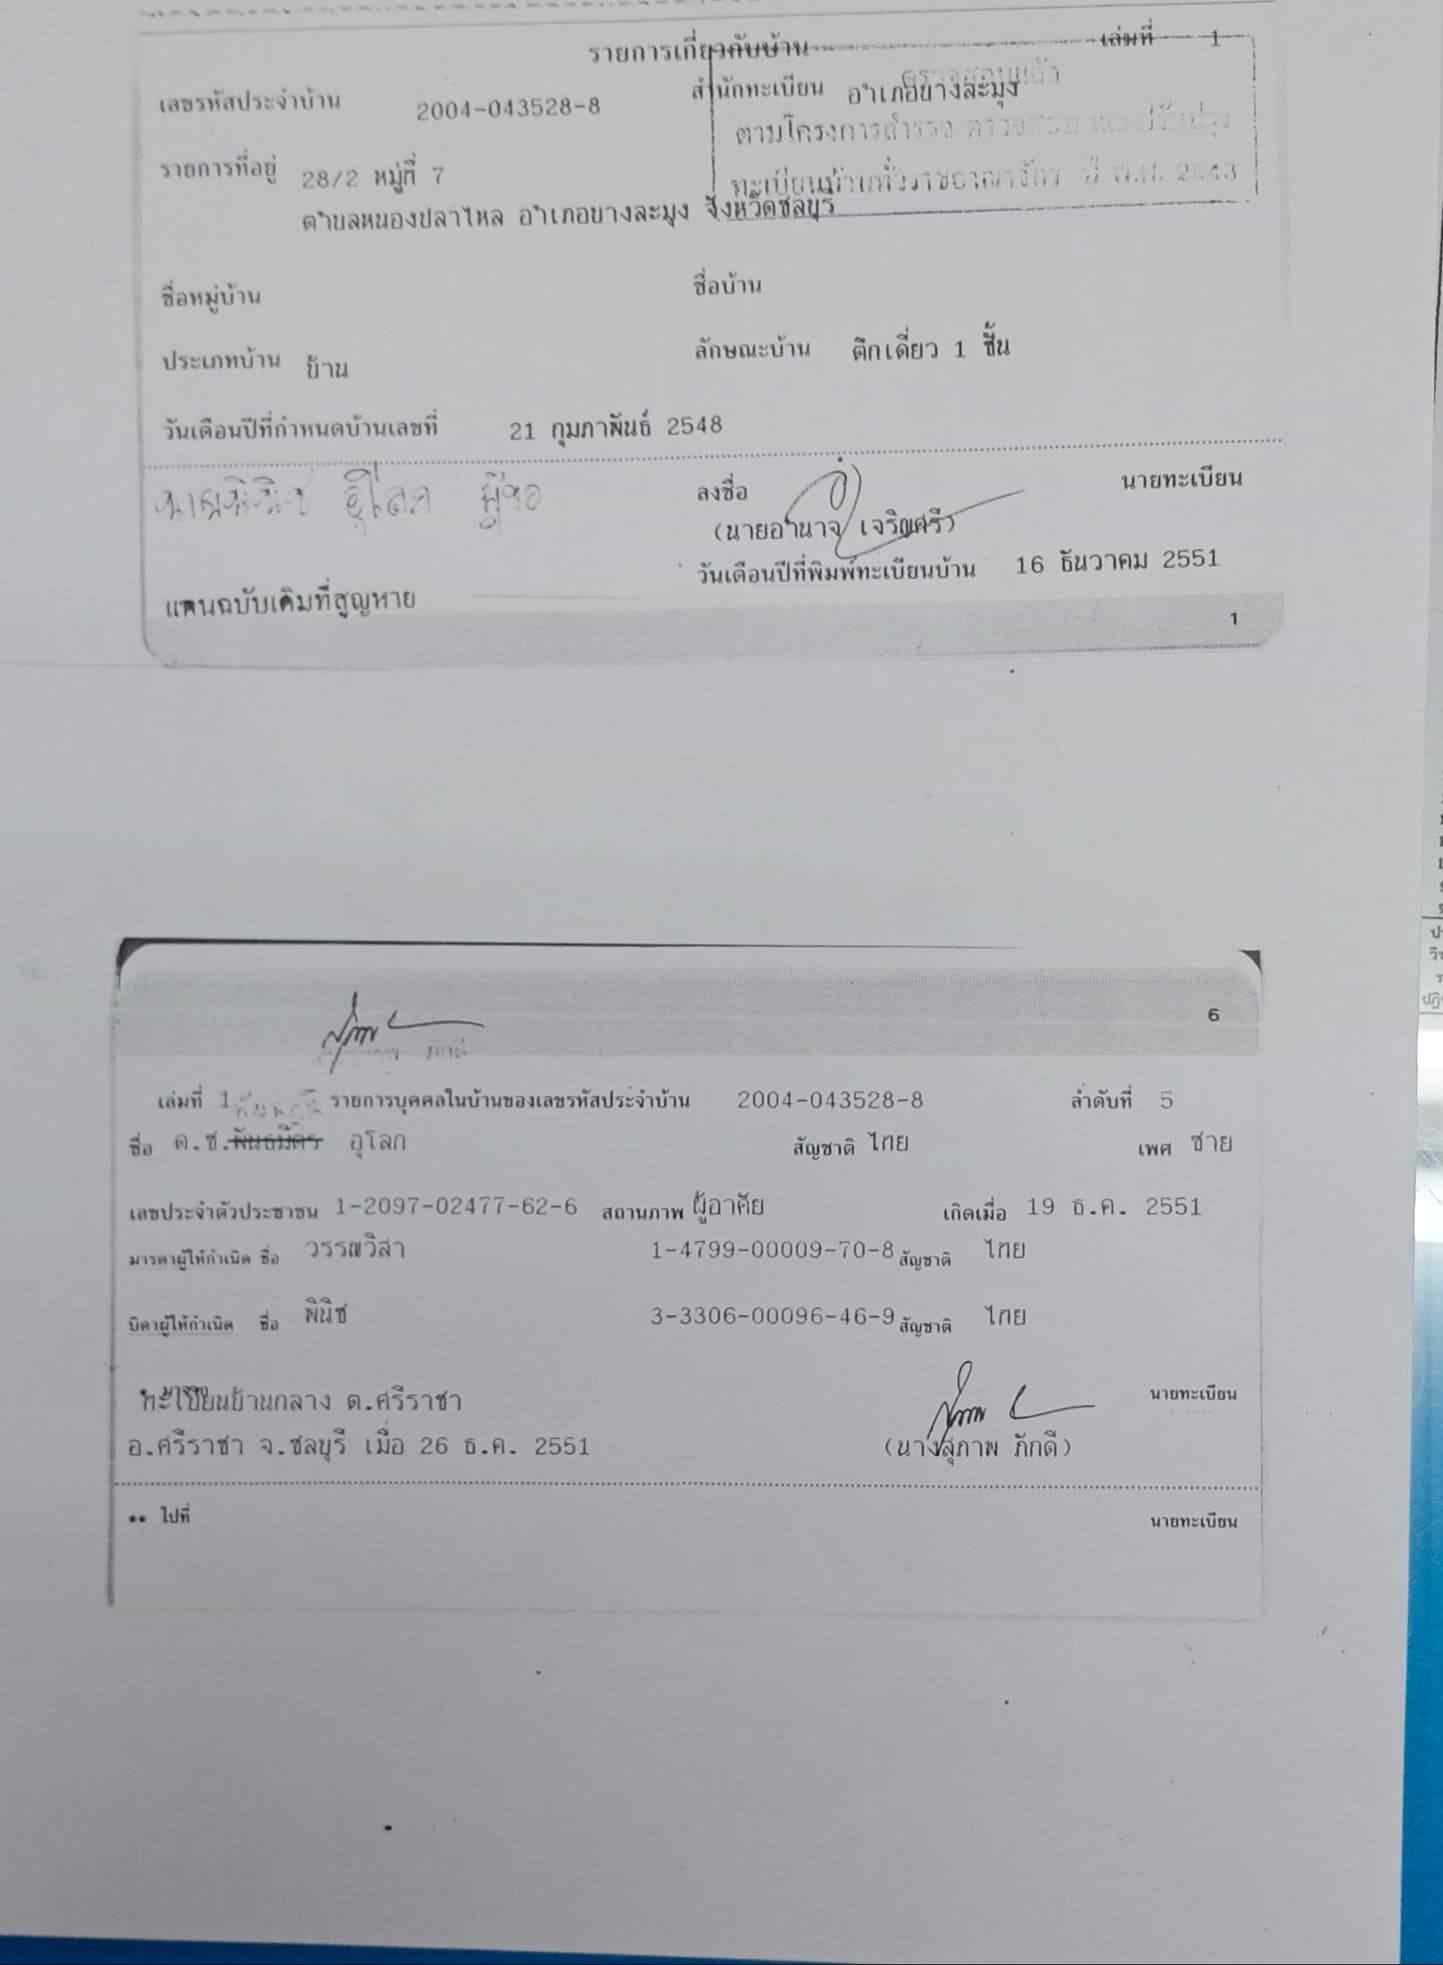 รายการเกี่ยวกับบ้าน เล่มที่ 1
เลขรหัสประจำบ้าน 2004-043528-8 สำนักทะเบียน อำเภอบางละมุง
ตรวจสอบแล้ว
ตามโครงการสำรวจ ตรวจสอบ และปรับปรุง
ทะเบียนบ้านทั่วราชอาณาจักร ปี พ.ศ. 2543
รายการที่อยู่ 28/2 หมู่ที่ 7
ตำบลหนองปลาไหล อำเภอบางละมุง จังหวัดชลบุรี
ชื่อหมู่บ้าน ชื่อบ้าน
ประเภทบ้าน บ้าน ลักษณะบ้าน ตึกเดี่ยว 1 ชั้น
วันเดือนปีที่กำหนดบ้านเลขที่ 21 กุมภาพันธ์ 2548
นายพินิช อุโลก ผู้ขอ
ลงชื่อ นายทะเบียน
(นายอำนาจ เจริญศรี)
วันเดือนปีที่พิมพ์ทะเบียนบ้าน 16 ธันวาคม 2551
แทนฉบับเดิมที่สูญหาย
1
6
เล่มที่ 1 รายการบุคคลในบ้านของเลขรหัสประจำบ้าน 2004-043528-8 ลำดับที่ 5
ชื่อ ด.ช.พันธมิตร อุโลก สัญชาติ ไทย เพศ ชาย
เลขประจำตัวประชาชน 1-2097-02477-62-6 สถานภาพ ผู้อาศัย เกิดเมื่อ 19 ธ.ค. 2551
มารดาผู้ให้กำเนิด ชื่อ วรรณวิสา 1-4799-00009-70-8 สัญชาติ ไทย
บิดาผู้ให้กำเนิด ชื่อ พินิช 3-3306-00096-46-9 สัญชาติ ไทย
ทะเบียนบ้านกลาง ต.ศรีราชา นายทะเบียน
อ.ศรีราชา จ.ชลบุรี เมื่อ 26 ธ.ค. 2551 (นางสุภาพ ภักดี)
** ไปที่ นายทะเบียน